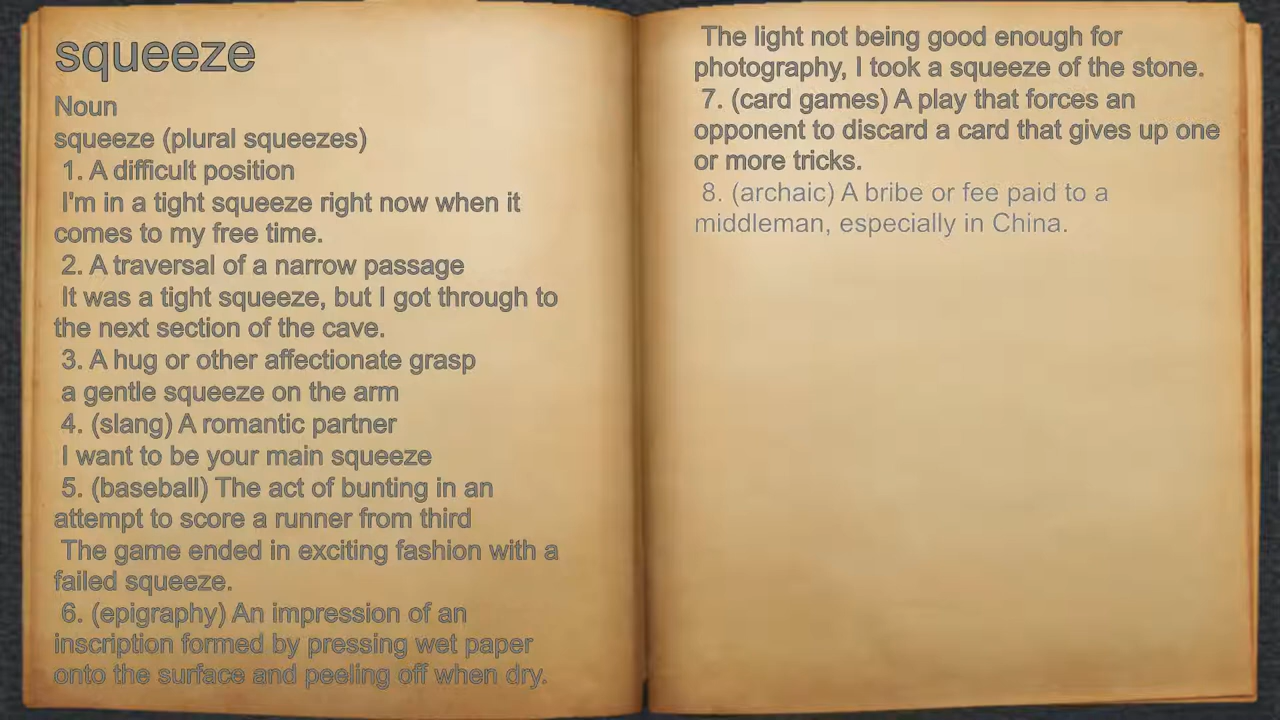 squeeze
Noun
squeeze (plural squeezes)
1. A difficult position
I'm in a tight squeeze right now when it
comes to my free time.
2. A traversal of a narrow passage
It was a tight squeeze, but I got through to
the next section of the cave.
3. A hug or other affectionate grasp
a gentle squeeze on the arm
4. (slang) A romantic partner
I want to be your main squeeze
5. (baseball) The act of bunting in an
attempt to score a runner from third
The game ended in exciting fashion with a
failed squeeze.
6. (epigraphy) An impression of an
inscription formed by pressing wet paper
onto the surface and peeling off when dry.
The light not being good enough for
photography, I took a squeeze of the stone.
7. (card games) A play that forces an
opponent to discard a card that gives up one
or more tricks.
8. (archaic) A bribe or fee paid to a
middleman, especially in China.